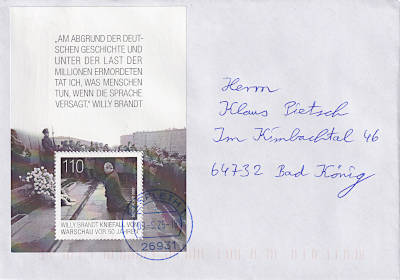 „AM ABGRUND DER DEUT-
SCHEN GESCHICHTE UND
UNTER DER LAST DER
MILLIONEN ERMORDETEN
TAT ICH, WAS MENSCHEN
TUN, WENN DIE SPRACHE
VERSAGT.“ WILLY BRANDT
110
WILLY BRANDT KNIEFALL VON
WARSCHAU VOR 50 JAHREN
26931
Herrn
Klaus Pietsch
Im Kimbachtal 46
64732 Bad König